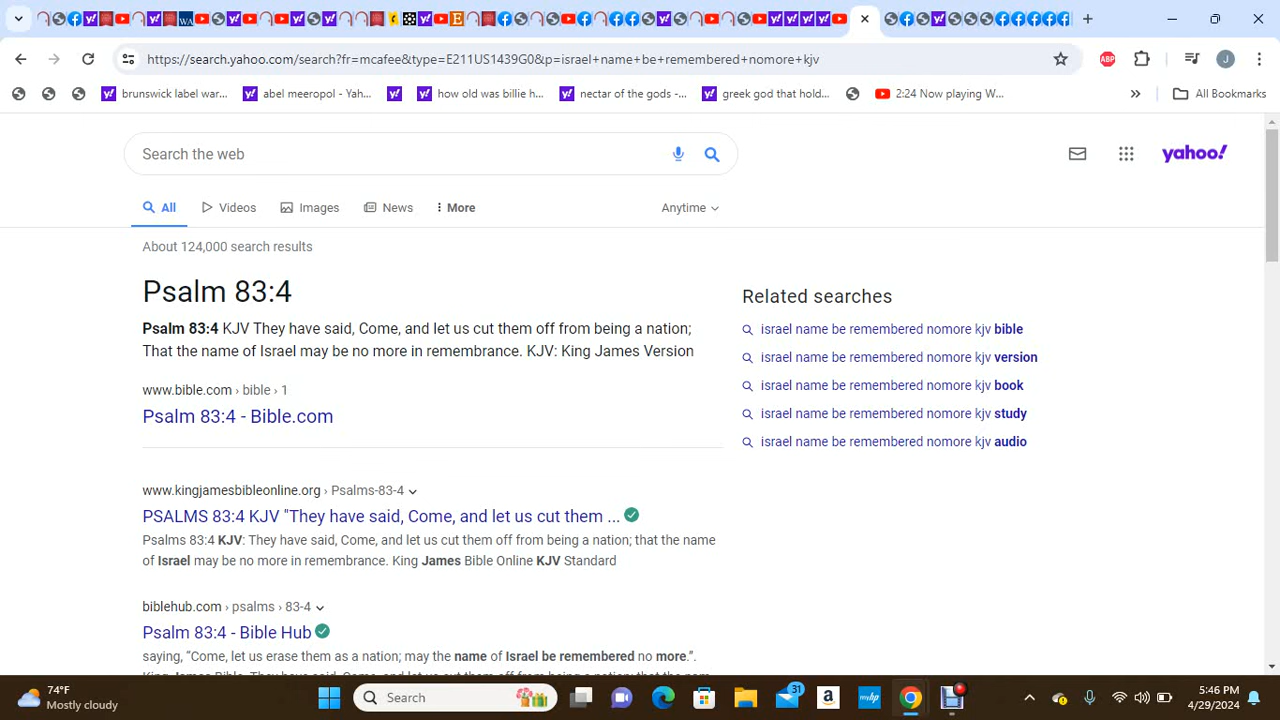 https://search.yahoo.com/search?fr=mcafee&type=E211US1439G0&p=israel+name+be+remembered+nomore+kjv
ABP
J
brunswick label war...
abel meeropol - Yah...
how old was billie h...
nectar of the gods -...
greek god that hold...
2:24 Now playing W...
»
All Bookmarks
Search the web
yahoo!
All
Videos
Images
News
More
Anytime
About 124,000 search results
Psalm 83:4
Psalm 83:4 KJV They have said, Come, and let us cut them off from being a nation;
That the name of Israel may be no more in remembrance. KJV: King James Version
www.bible.com › bible › 1
Psalm 83:4 - Bible.com
www.kingjamesbibleonline.org › Psalms-83-4
PSALMS 83:4 KJV "They have said, Come, and let us cut them ...
Psalms 83:4 KJV: They have said, Come, and let us cut them off from being a nation; that the name
of Israel may be no more in remembrance. King James Bible Online KJV Standard
biblehub.com › psalms › 83-4
Psalm 83:4 - Bible Hub
saying, “Come, let us erase them as a nation; may the name of Israel be remembered no more.”.
Related searches
israel name be remembered nomore kjv bible
israel name be remembered nomore kjv version
israel name be remembered nomore kjv book
israel name be remembered nomore kjv study
israel name be remembered nomore kjv audio
74°F
Mostly cloudy
Search
31
a
myhp
5:46 PM
4/29/2024